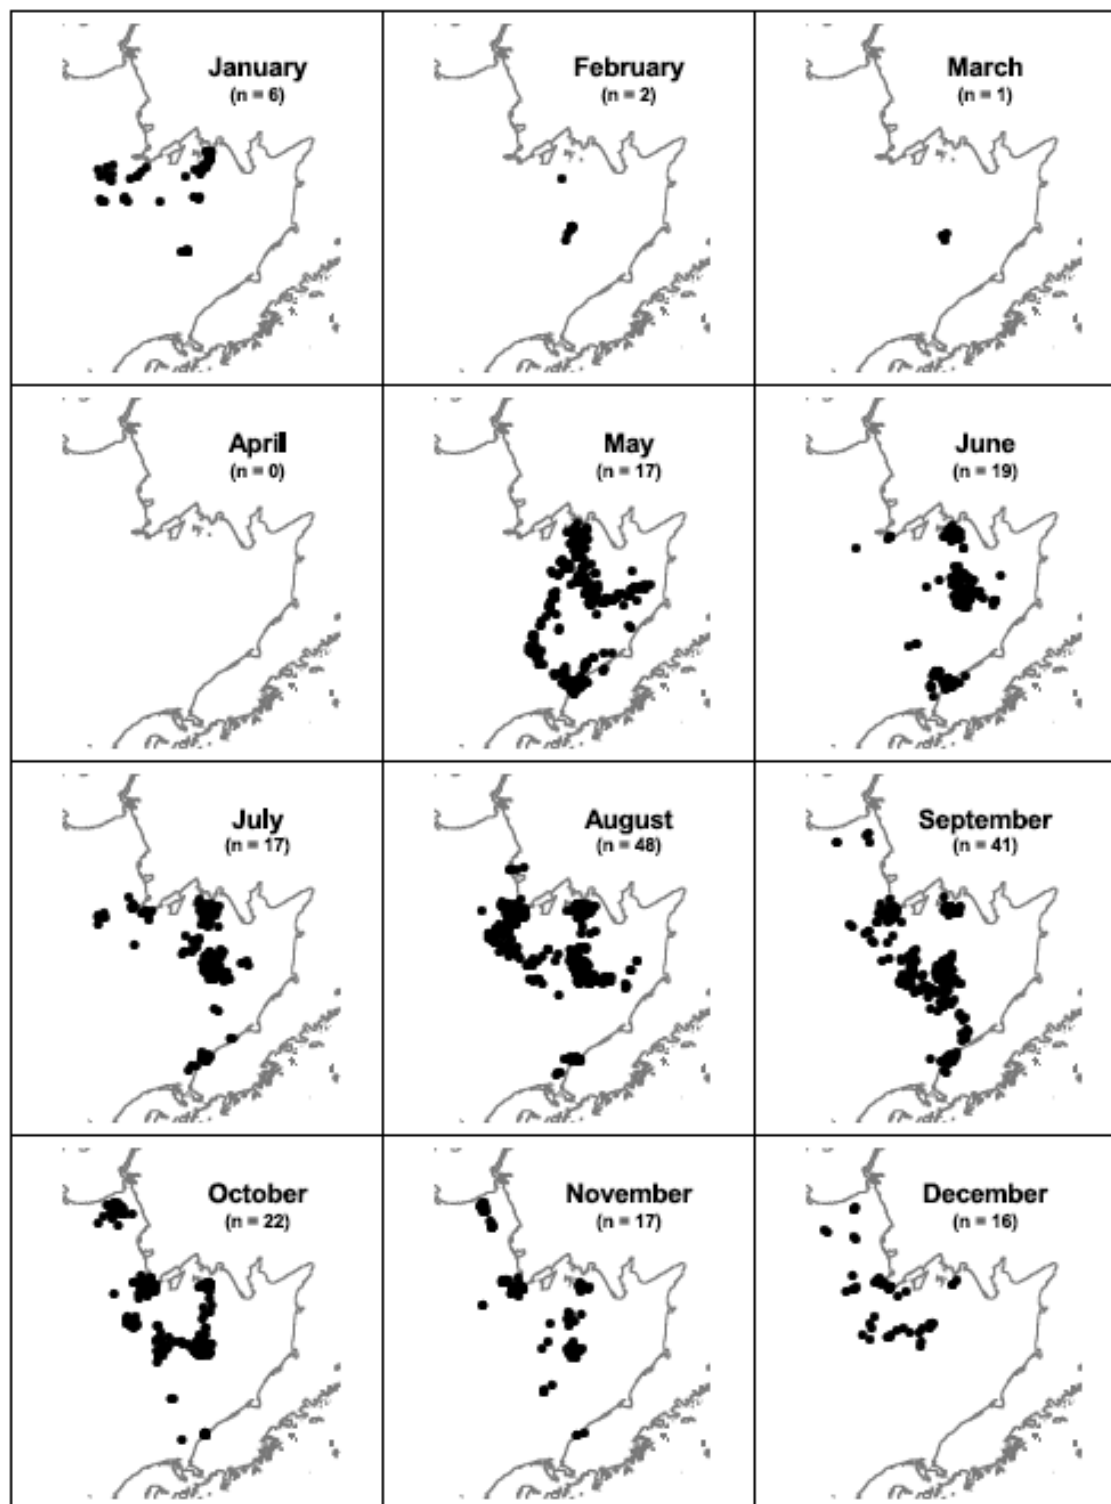 January
(n = 6)
February
(n = 2)
March
(n = 1)
April
(n = 0)
May
(n = 17)
June
(n = 19)
July
(n = 17)
August
(n = 48)
September
(n = 41)
October
(n = 22)
November
(n = 17)
December
(n = 16)